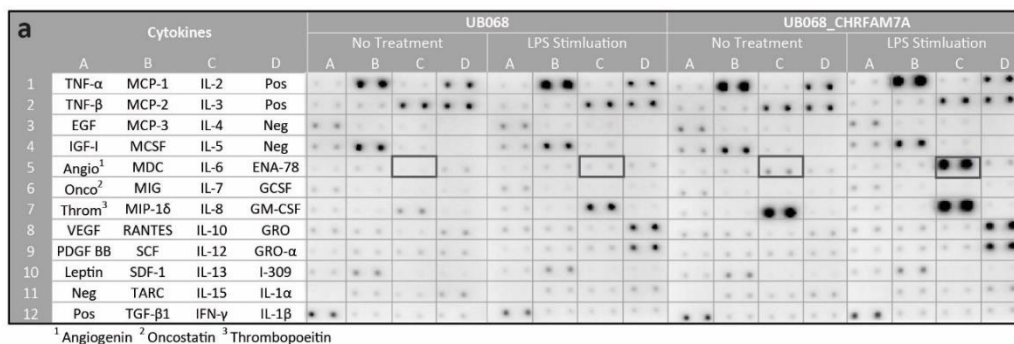 a Cytokines UB068 UB068_CHRFAM7A
No Treatment LPS Stimluation No Treatment LPS Stimluation
A B C D A B C D A B C D A B C D A B C D
1 TNF-α MCP-1 IL-2 Pos
2 TNF-β MCP-2 IL-3 Pos
3 EGF MCP-3 IL-4 Neg
4 IGF-I MCSF IL-5 Neg
5 Angio¹ MDC IL-6 ENA-78
6 Onco² MIG IL-7 GCSF
7 Throm³ MIP-1δ IL-8 GM-CSF
8 VEGF RANTES IL-10 GRO
9 PDGF BB SCF IL-12 GRO-α
10 Leptin SDF-1 IL-13 I-309
11 Neg TARC IL-15 IL-1α
12 Pos TGF-β1 IFN-γ IL-1β
¹ Angiogenin ² Oncostatin ³ Thrombopoeitin